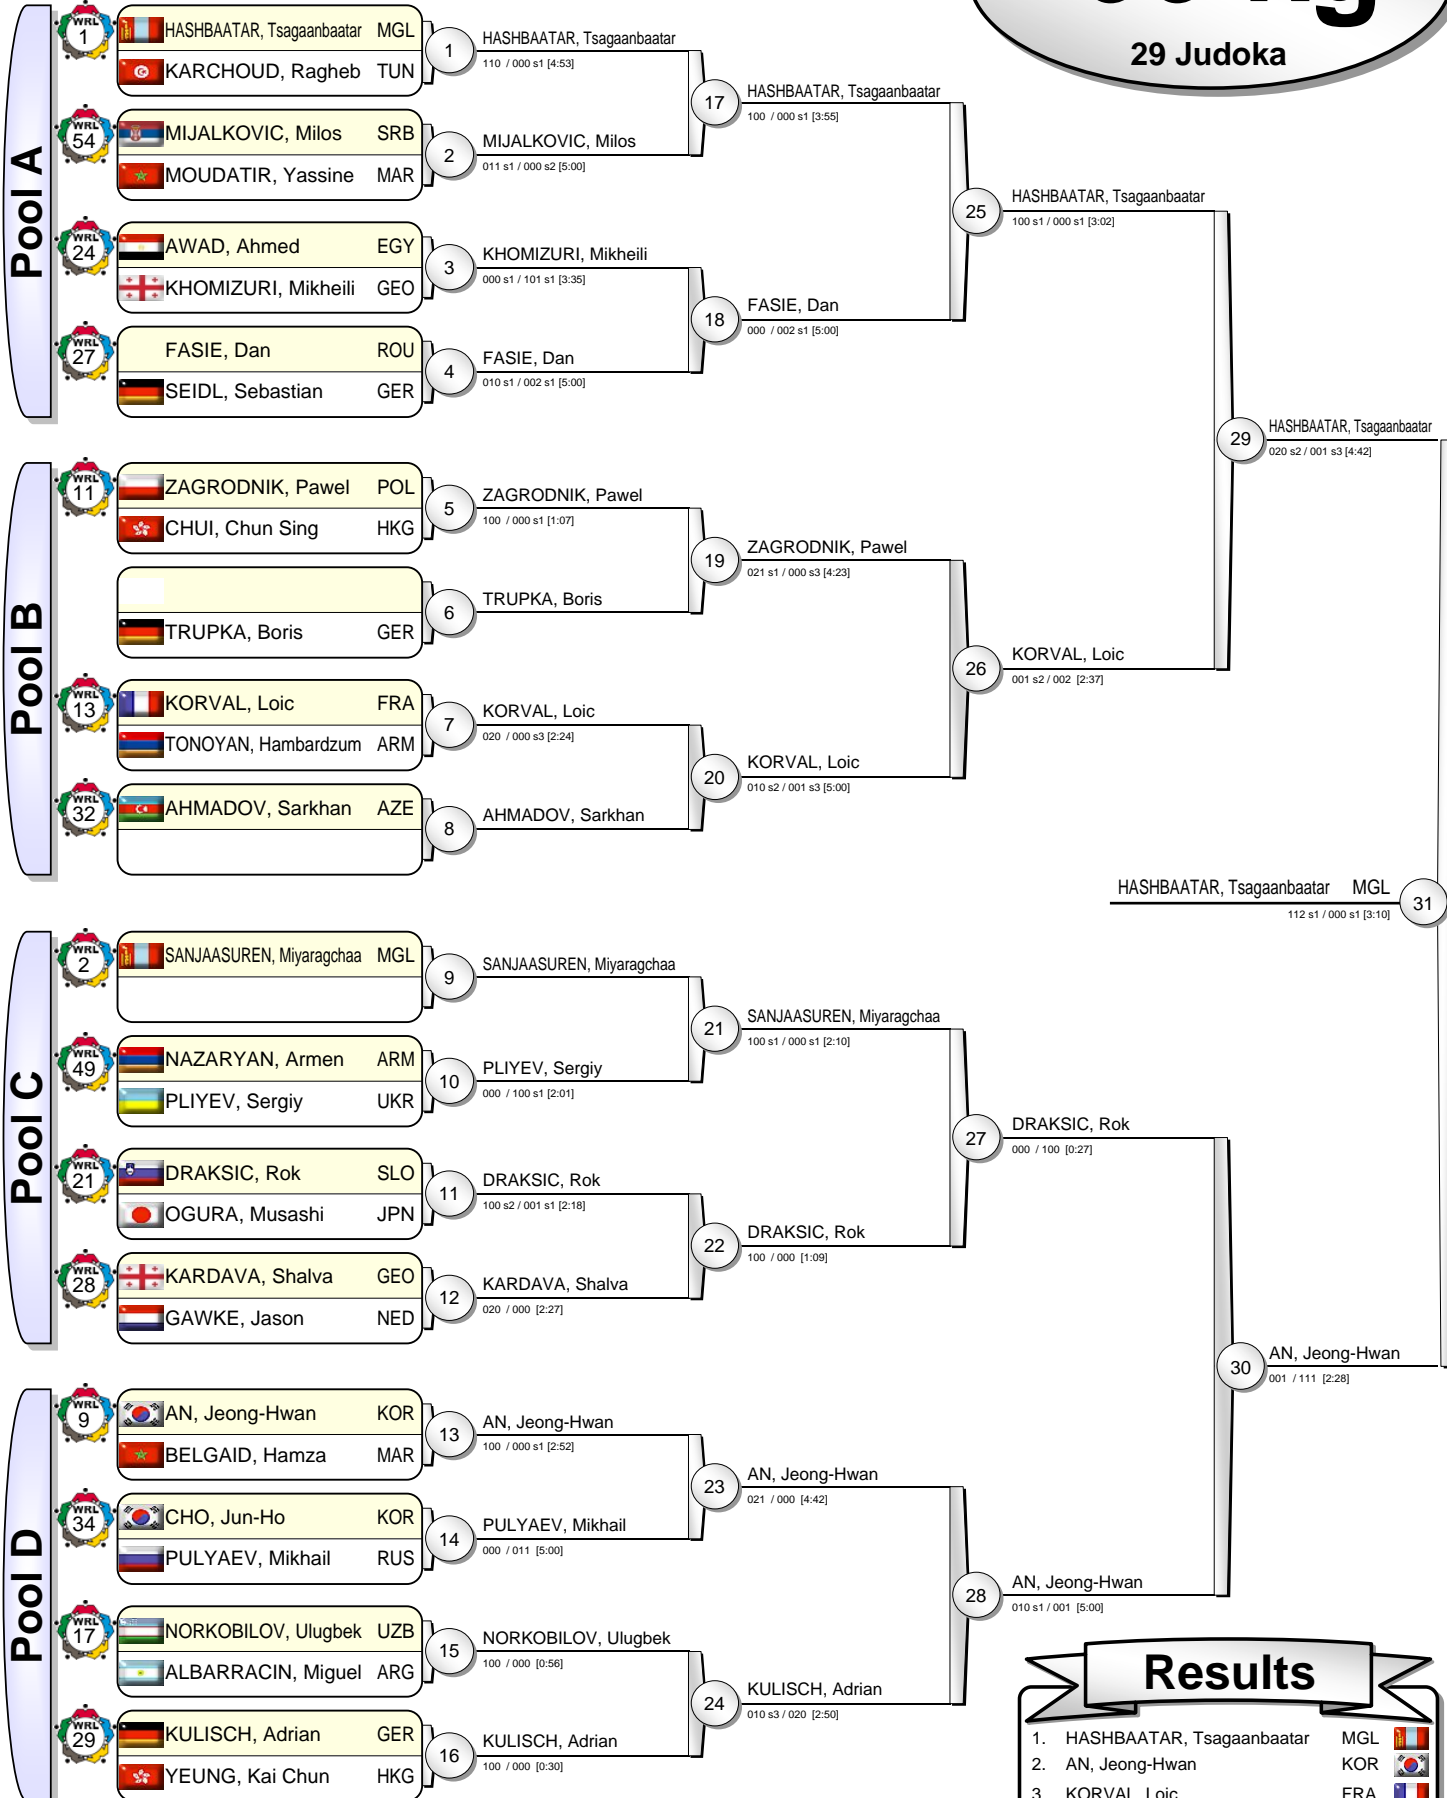 29 Judoka
Pool A
WRL 1
HASHBAATAR, Tsagaanbaatar MGL
KARCHOUD, Ragheb TUN
1
HASHBAATAR, Tsagaanbaatar
110 / 000 s1 [4:53]
WRL 54
MIJALKOVIC, Milos SRB
MOUDATIR, Yassine MAR
2
MIJALKOVIC, Milos
011 s1 / 000 s2 [5:00]
17
HASHBAATAR, Tsagaanbaatar
100 / 000 s1 [3:55]
WRL 24
AWAD, Ahmed EGY
KHOMIZURI, Mikheili GEO
3
KHOMIZURI, Mikheili
000 s1 / 101 s1 [3:35]
WRL 27
FASIE, Dan ROU
SEIDL, Sebastian GER
4
FASIE, Dan
010 s1 / 002 s1 [5:00]
18
FASIE, Dan
000 / 002 s1 [5:00]
25
HASHBAATAR, Tsagaanbaatar
100 s1 / 000 s1 [3:02]
Pool B
WRL 11
ZAGRODNIK, Pawel POL
CHUI, Chun Sing HKG
5
ZAGRODNIK, Pawel
100 / 000 s1 [1:07]
TRUPKA, Boris GER
6
TRUPKA, Boris
19
ZAGRODNIK, Pawel
021 s1 / 000 s3 [4:23]
WRL 13
KORVAL, Loic FRA
TONOYAN, Hambardzum ARM
7
KORVAL, Loic
020 / 000 s3 [2:24]
WRL 32
AHMADOV, Sarkhan AZE
8
AHMADOV, Sarkhan
20
KORVAL, Loic
010 s2 / 001 s3 [5:00]
26
KORVAL, Loic
001 s2 / 002 [2:37]
29
HASHBAATAR, Tsagaanbaatar
020 s2 / 001 s3 [4:42]
HASHBAATAR, Tsagaanbaatar MGL
112 s1 / 000 s1 [3:10]
31
Pool C
WRL 2
SANJAASUREN, Miyaragchaa MGL
9
SANJAASUREN, Miyaragchaa
WRL 49
NAZARYAN, Armen ARM
PLIYEV, Sergiy UKR
10
PLIYEV, Sergiy
000 / 100 s1 [2:01]
21
SANJAASUREN, Miyaragchaa
100 s1 / 000 s1 [2:10]
WRL 21
DRAKSIC, Rok SLO
OGURA, Musashi JPN
11
DRAKSIC, Rok
100 s2 / 001 s1 [2:18]
WRL 28
KARDAVA, Shalva GEO
GAWKE, Jason NED
12
KARDAVA, Shalva
020 / 000 [2:27]
22
DRAKSIC, Rok
100 / 000 [1:09]
27
DRAKSIC, Rok
000 / 100 [0:27]
Pool D
WRL 9
AN, Jeong-Hwan KOR
BELGAID, Hamza MAR
13
AN, Jeong-Hwan
100 / 000 s1 [2:52]
WRL 34
CHO, Jun-Ho KOR
PULYAEV, Mikhail RUS
14
PULYAEV, Mikhail
000 / 011 [5:00]
23
AN, Jeong-Hwan
021 / 000 [4:42]
WRL 17
NORKOBILOV, Ulugbek UZB
ALBARRACIN, Miguel ARG
15
NORKOBILOV, Ulugbek
100 / 000 [0:56]
WRL 29
KULISCH, Adrian GER
YEUNG, Kai Chun HKG
16
KULISCH, Adrian
100 / 000 [0:30]
24
KULISCH, Adrian
010 s3 / 020 [2:50]
28
AN, Jeong-Hwan
010 s1 / 001 [5:00]
30
AN, Jeong-Hwan
001 / 111 [2:28]
Results
1. HASHBAATAR, Tsagaanbaatar MGL
2. AN, Jeong-Hwan KOR
3. KORVAL, Loic FRA